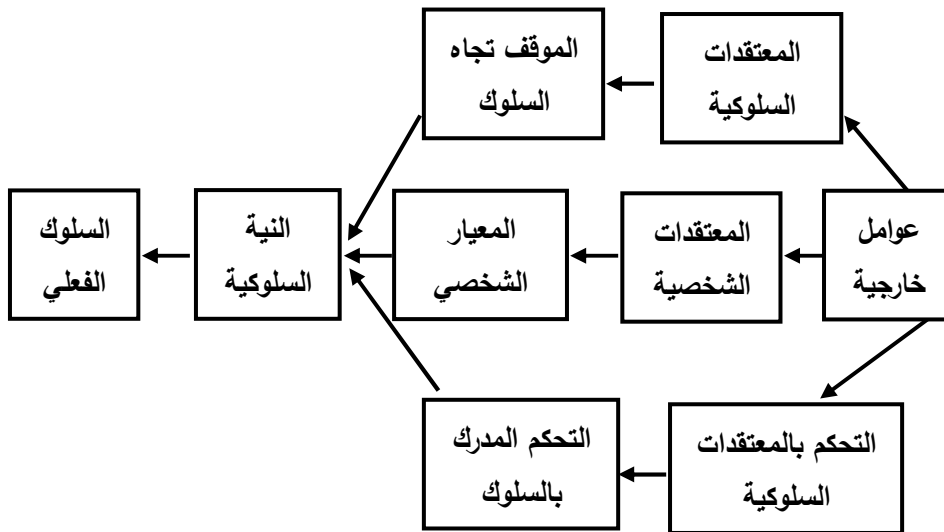 الموقف تجاه
السلوك
المعتقدات
السلوكية
عوامل
خارجية
المعتقدات
الشخصية
المعيار
الشخصي
النية
السلوكية
السلوك
الفعلي
التحكم بالمعتقدات
السلوكية
التحكم المدرك
بالسلوك